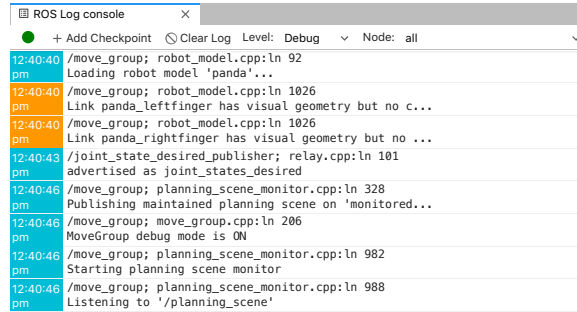 ROS Log console ×
+ Add Checkpoint Clear Log Level: Debug Node: all
12:40:40 pm /move_group; robot_model.cpp:ln 92
Loading robot model 'panda'...
12:40:40 pm /move_group; robot_model.cpp:ln 1026
Link panda_leftfinger has visual geometry but no c...
12:40:40 pm /move_group; robot_model.cpp:ln 1026
Link panda_rightfinger has visual geometry but no ...
12:40:43 pm /joint_state_desired_publisher; relay.cpp:ln 101
advertised as joint_states_desired
12:40:46 pm /move_group; planning_scene_monitor.cpp:ln 328
Publishing maintained planning scene on 'monitored...
12:40:46 pm /move_group; move_group.cpp:ln 206
MoveGroup debug mode is ON
12:40:46 pm /move_group; planning_scene_monitor.cpp:ln 982
Starting planning scene monitor
12:40:46 pm /move_group; planning_scene_monitor.cpp:ln 988
Listening to '/planning_scene'